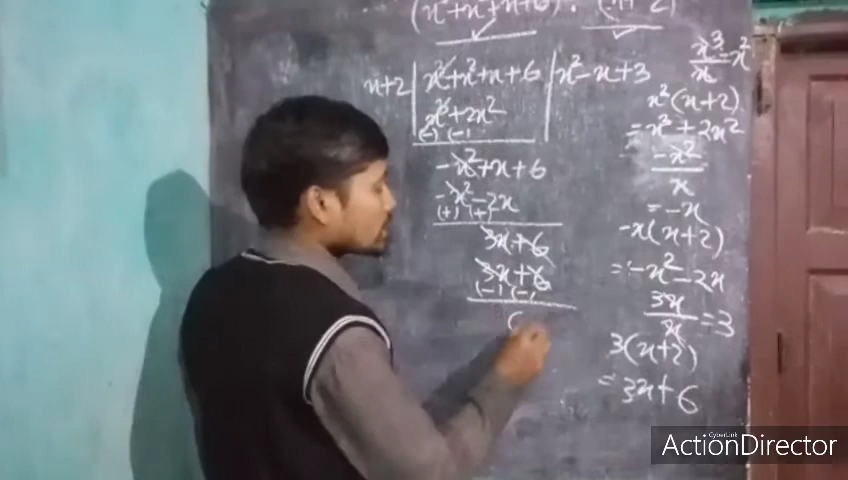 (x³+x²+x+6) ÷ (x+2)
x+2 | x³+x²+x+6 | x²-x+3
x³+2x²
(-) (-)
-x²+x+6
-x²-2x
(+) (+)
3x+6
3x+6
(-) (-)
x³/x = x²
x²(x+2)
= x³+2x²
-x²/x
= -x
-x(x+2)
= -x²-2x
3x/x = 3
3(x+2)
= 3x+6
CyberLink
ActionDirector